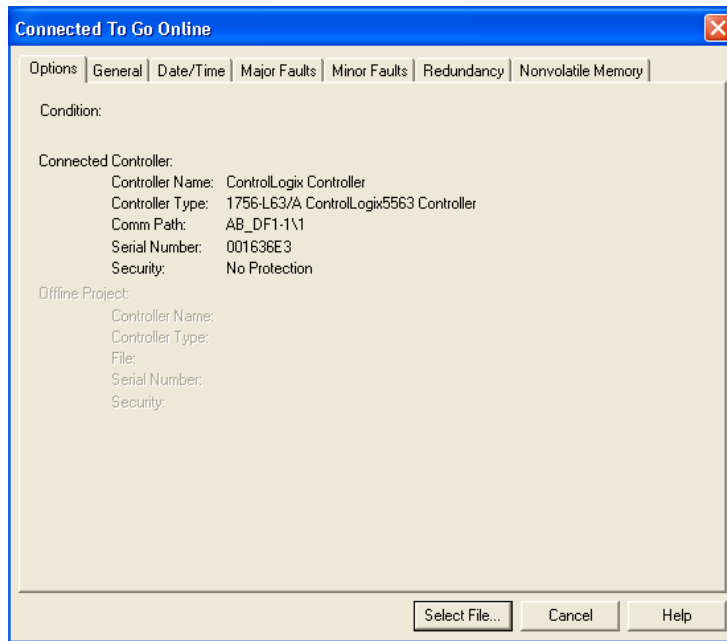 Connected To Go Online
Options General Date/Time Major Faults Minor Faults Redundancy Nonvolatile Memory
Condition:
Connected Controller:
Controller Name: ControlLogix Controller
Controller Type: 1756-L63/A ControlLogix5563 Controller
Comm Path: AB_DF1-1\1
Serial Number: 001636E3
Security: No Protection
Offline Project:
Controller Name:
Controller Type:
File:
Serial Number:
Security:
Select File... Cancel Help